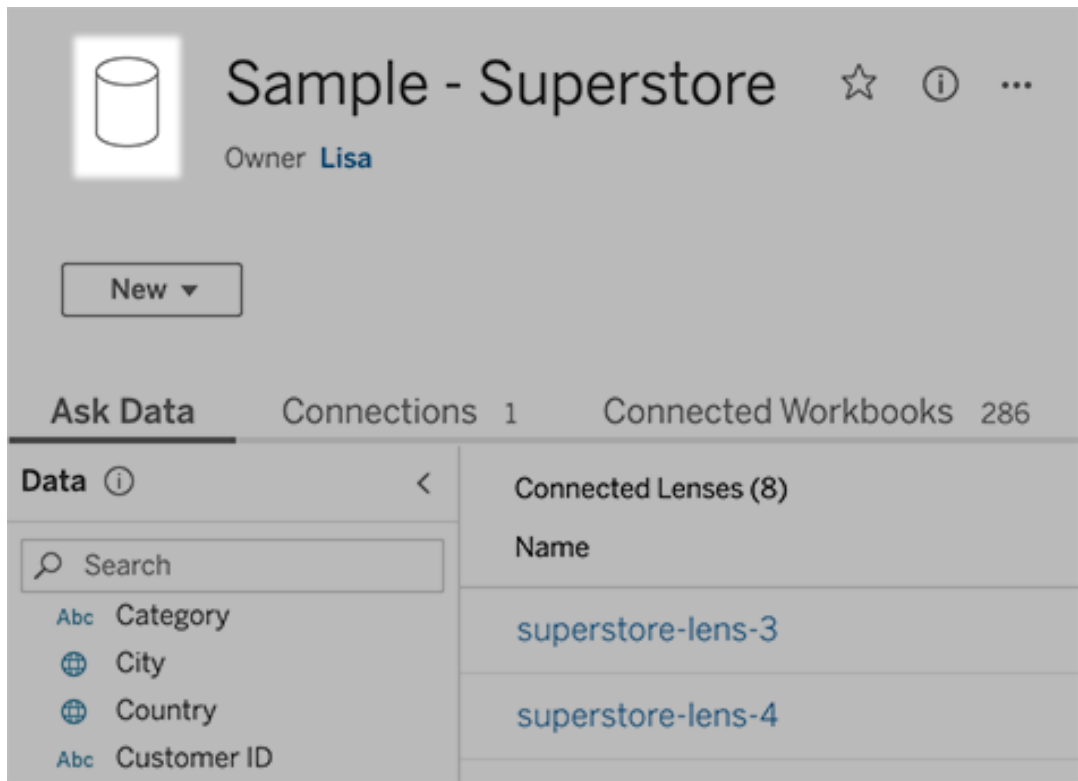 Sample - Superstore
Owner Lisa
New
Ask Data Connections 1 Connected Workbooks 286
Data
Search
Abc Category
City
Country
Abc Customer ID
Connected Lenses (8)
Name
superstore-lens-3
superstore-lens-4